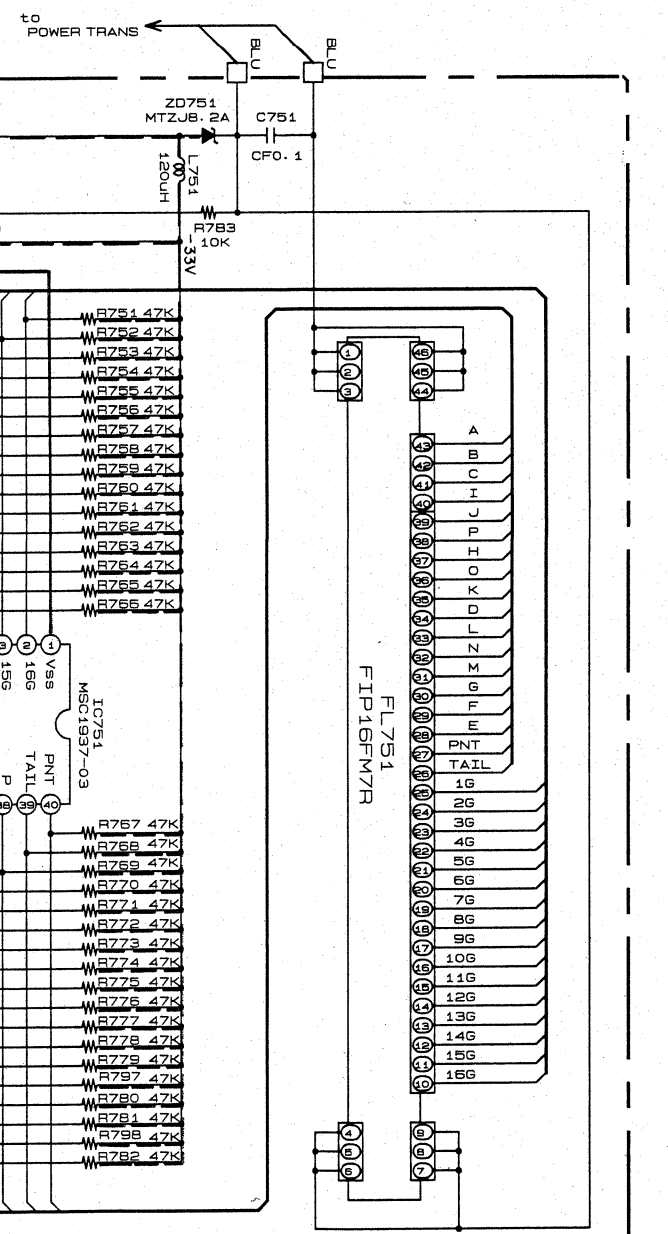 to
POWER TRANS
BLU
BLU
ZD751
MTZJ8.2A
C751
CF0.1
L751
120uH
R783
10K
-33V
R751 47K
R752 47K
R753 47K
R754 47K
R755 47K
R756 47K
R757 47K
R758 47K
R759 47K
R760 47K
R761 47K
R762 47K
R763 47K
R764 47K
R765 47K
R766 47K
3 2 1
15G 16G Vss
IC751
MSC1937-03
P TAIL PNT
38 39 40
R767 47K
R768 47K
R769 47K
R770 47K
R771 47K
R772 47K
R773 47K
R774 47K
R775 47K
R776 47K
R777 47K
R778 47K
R779 47K
R797 47K
R780 47K
R781 47K
R798 47K
R782 47K
FL751
FIP16FM7R
1 46
2 45
3 44
43 A
42 B
41 C
40 I
39 J
38 P
37 H
36 O
35 K
34 D
33 L
32 N
31 M
30 G
29 F
28 E
27 PNT
26 TAIL
25 1G
24 2G
23 3G
22 4G
21 5G
20 6G
19 7G
18 8G
17 9G
16 10G
15 11G
14 12G
13 13G
12 14G
11 15G
10 16G
4 9
5 8
6 7